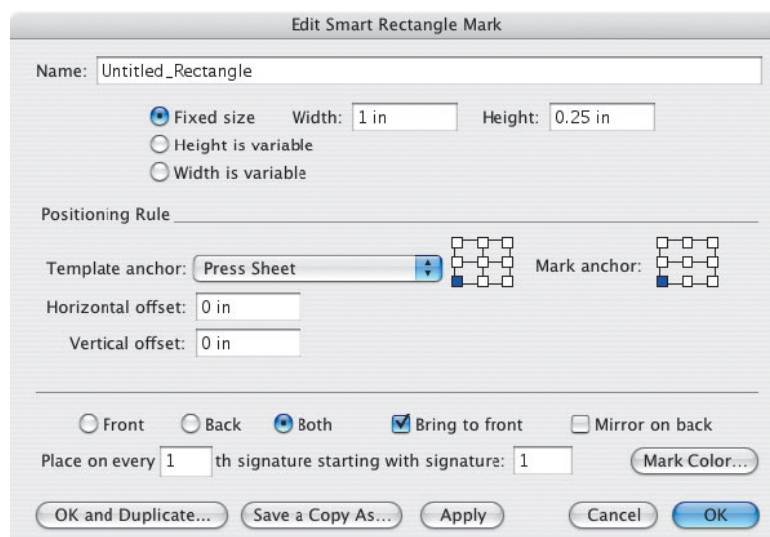 Edit Smart Rectangle Mark
Name: Untitled_Rectangle
Fixed size Width: 1 in Height: 0.25 in
Height is variable
Width is variable
Positioning Rule
Template anchor: Press Sheet Mark anchor:
Horizontal offset: 0 in
Vertical offset: 0 in
Front Back Both Bring to front Mirror on back
Place on every 1 th signature starting with signature: 1 Mark Color...
OK and Duplicate... Save a Copy As... Apply Cancel OK